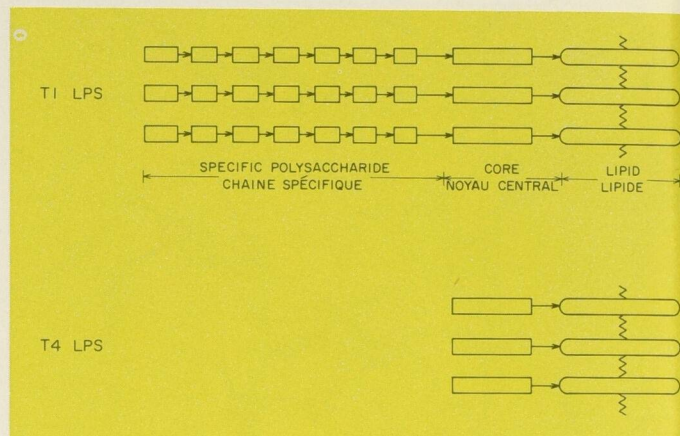 T1 LPS
SPECIFIC POLYSACCHARIDE
CHAINE SPÉCIFIQUE
CORE
NOYAU CENTRAL
LIPID
LIPIDE
T4 LPS